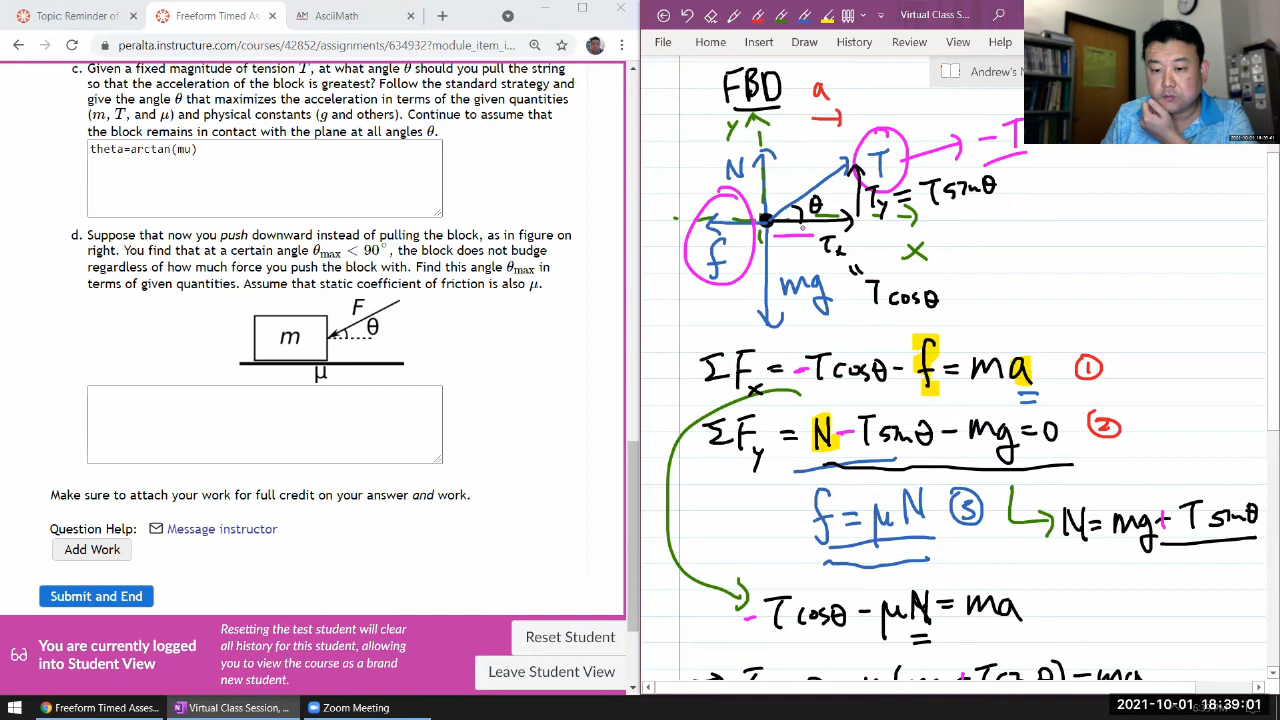 Topic: Reminder o
Freeform Timed As
AsciiMath
peralta.instructure.com/courses/42852/assignments/634932?module_item_i...
c. Given a fixed magnitude of tension T, at what angle θ should you pull the string
so that the acceleration of the block is greatest? Follow the standard strategy and
give the angle θ that maximizes the acceleration in terms of the given quantities
(m, T, and μ) and physical constants (g and others). Continue to assume that
the block remains in contact with the plane at all angles θ.
theta=arctan(mu)
d. Suppose that now you push downward instead of pulling the block, as in figure on
right. You find that at a certain angle θmax < 90°, the block does not budge
regardless of how much force you push the block with. Find this angle θmax in
terms of given quantities. Assume that static coefficient of friction is also μ.
F
m
θ
μ
Make sure to attach your work for full credit on your answer and work.
Question Help: Message instructor
Add Work
Submit and End
You are currently logged
into Student View
Resetting the test student will clear
all history for this student, allowing
you to view the course as a brand
new student.
Reset Student
Leave Student View
Virtual Class S...
File Home Insert Draw History Review View Help
Andrew's N
FBD
a
y
N
T
-T
θ
Ty = T sinθ
f
Tx
x
"
mg
T cosθ
ΣFx = -T cosθ - f = ma ①
ΣFy = N - T sinθ - mg = 0 ②
f = μN ③
N = mg + T sinθ
- T cosθ - μN = ma
Freeform Timed Asses...
Virtual Class Session, ...
Zoom Meeting
2021-10-01 18:39:01